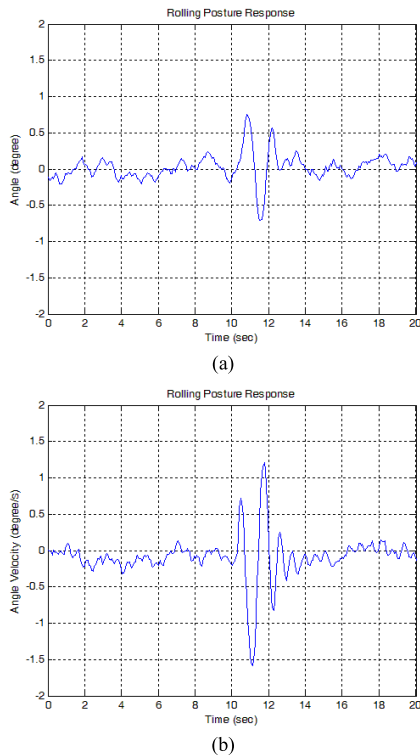 Rolling Posture Response
2
1.5
1
0.5
0
-0.5
-1
-1.5
-2
Angle (degree)
0 2 4 6 8 10 12 14 16 18 20
Time (sec)
(a)
Rolling Posture Response
2
1.5
1
0.5
0
-0.5
-1
-1.5
-2
Angle Velocity (degree/s)
0 2 4 6 8 10 12 14 16 18 20
Time (sec)
(b)